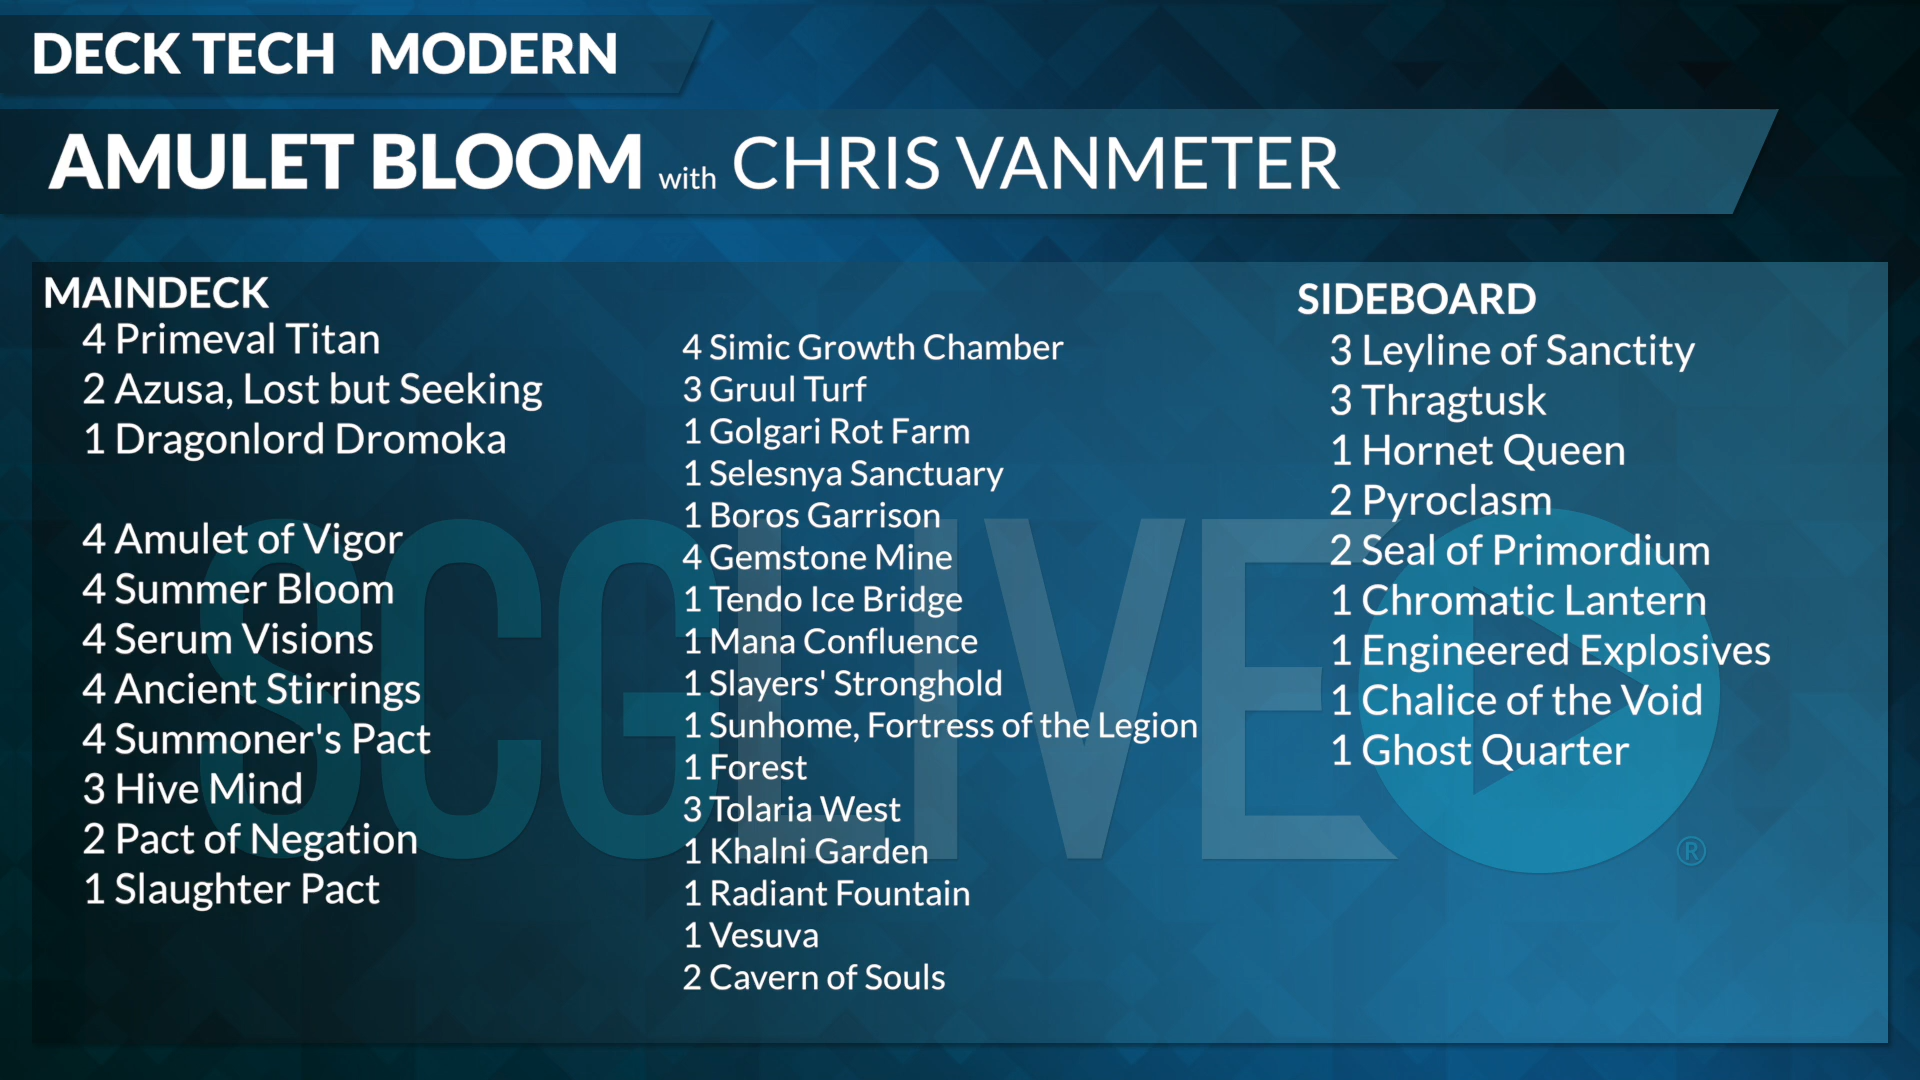 DECK TECH MODERN
AMULET BLOOM with CHRIS VANMETER
MAINDECK
4 Primeval Titan
2 Azusa, Lost but Seeking
1 Dragonlord Dromoka
4 Amulet of Vigor
4 Summer Bloom
4 Serum Visions
4 Ancient Stirrings
4 Summoner's Pact
3 Hive Mind
2 Pact of Negation
1 Slaughter Pact
4 Simic Growth Chamber
3 Gruul Turf
1 Golgari Rot Farm
1 Selesnya Sanctuary
1 Boros Garrison
4 Gemstone Mine
1 Tendo Ice Bridge
1 Mana Confluence
1 Slayers' Stronghold
1 Sunhome, Fortress of the Legion
1 Forest
3 Tolaria West
1 Khalni Garden
1 Radiant Fountain
1 Vesuva
2 Cavern of Souls
SIDEBOARD
3 Leyline of Sanctity
3 Thragtusk
1 Hornet Queen
2 Pyroclasm
2 Seal of Primordium
1 Chromatic Lantern
1 Engineered Explosives
1 Chalice of the Void
1 Ghost Quarter
SCGLIVE ®